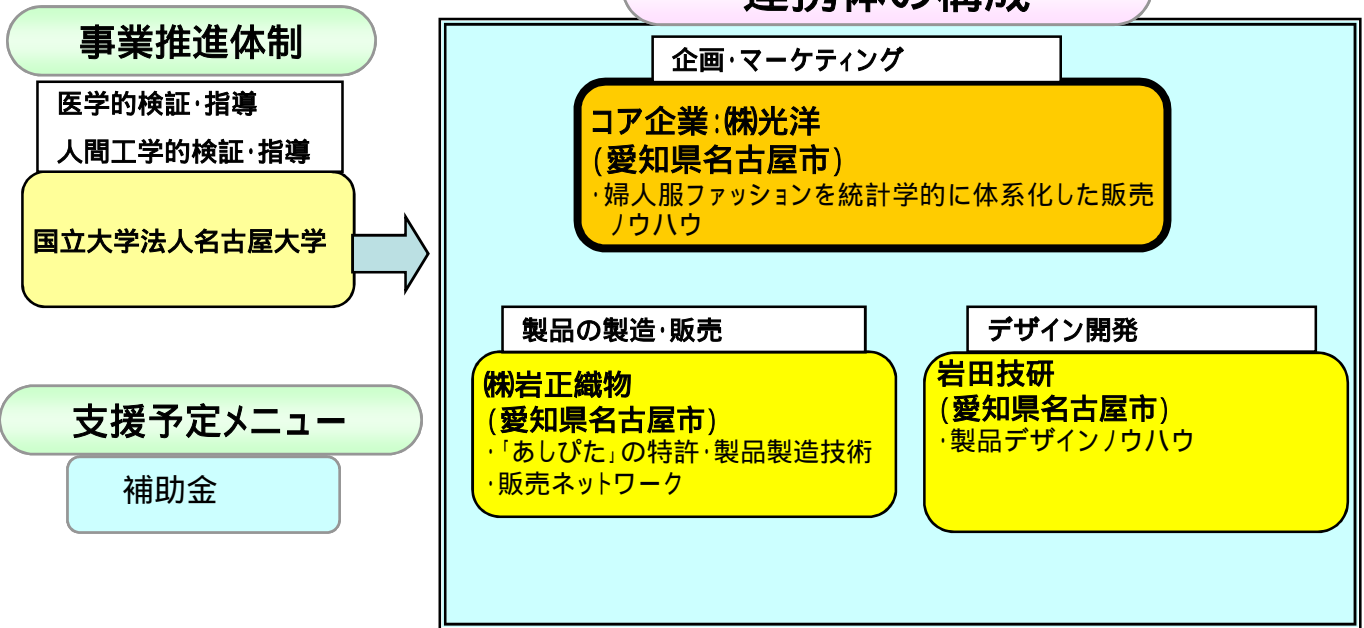 連携体の構成
事業推進体制
医学的検証・指導
人間工学的検証・指導
国立大学法人名古屋大学
企画・マーケティング
コア企業:㈱光洋
(愛知県名古屋市)
・婦人服ファッションを統計学的に体系化した販売
ノウハウ
製品の製造・販売
㈱岩正織物
(愛知県名古屋市)
・「あしぴた」の特許・製品製造技術
・販売ネットワーク
デザイン開発
岩田技研
(愛知県名古屋市)
・製品デザインノウハウ
支援予定メニュー
補助金